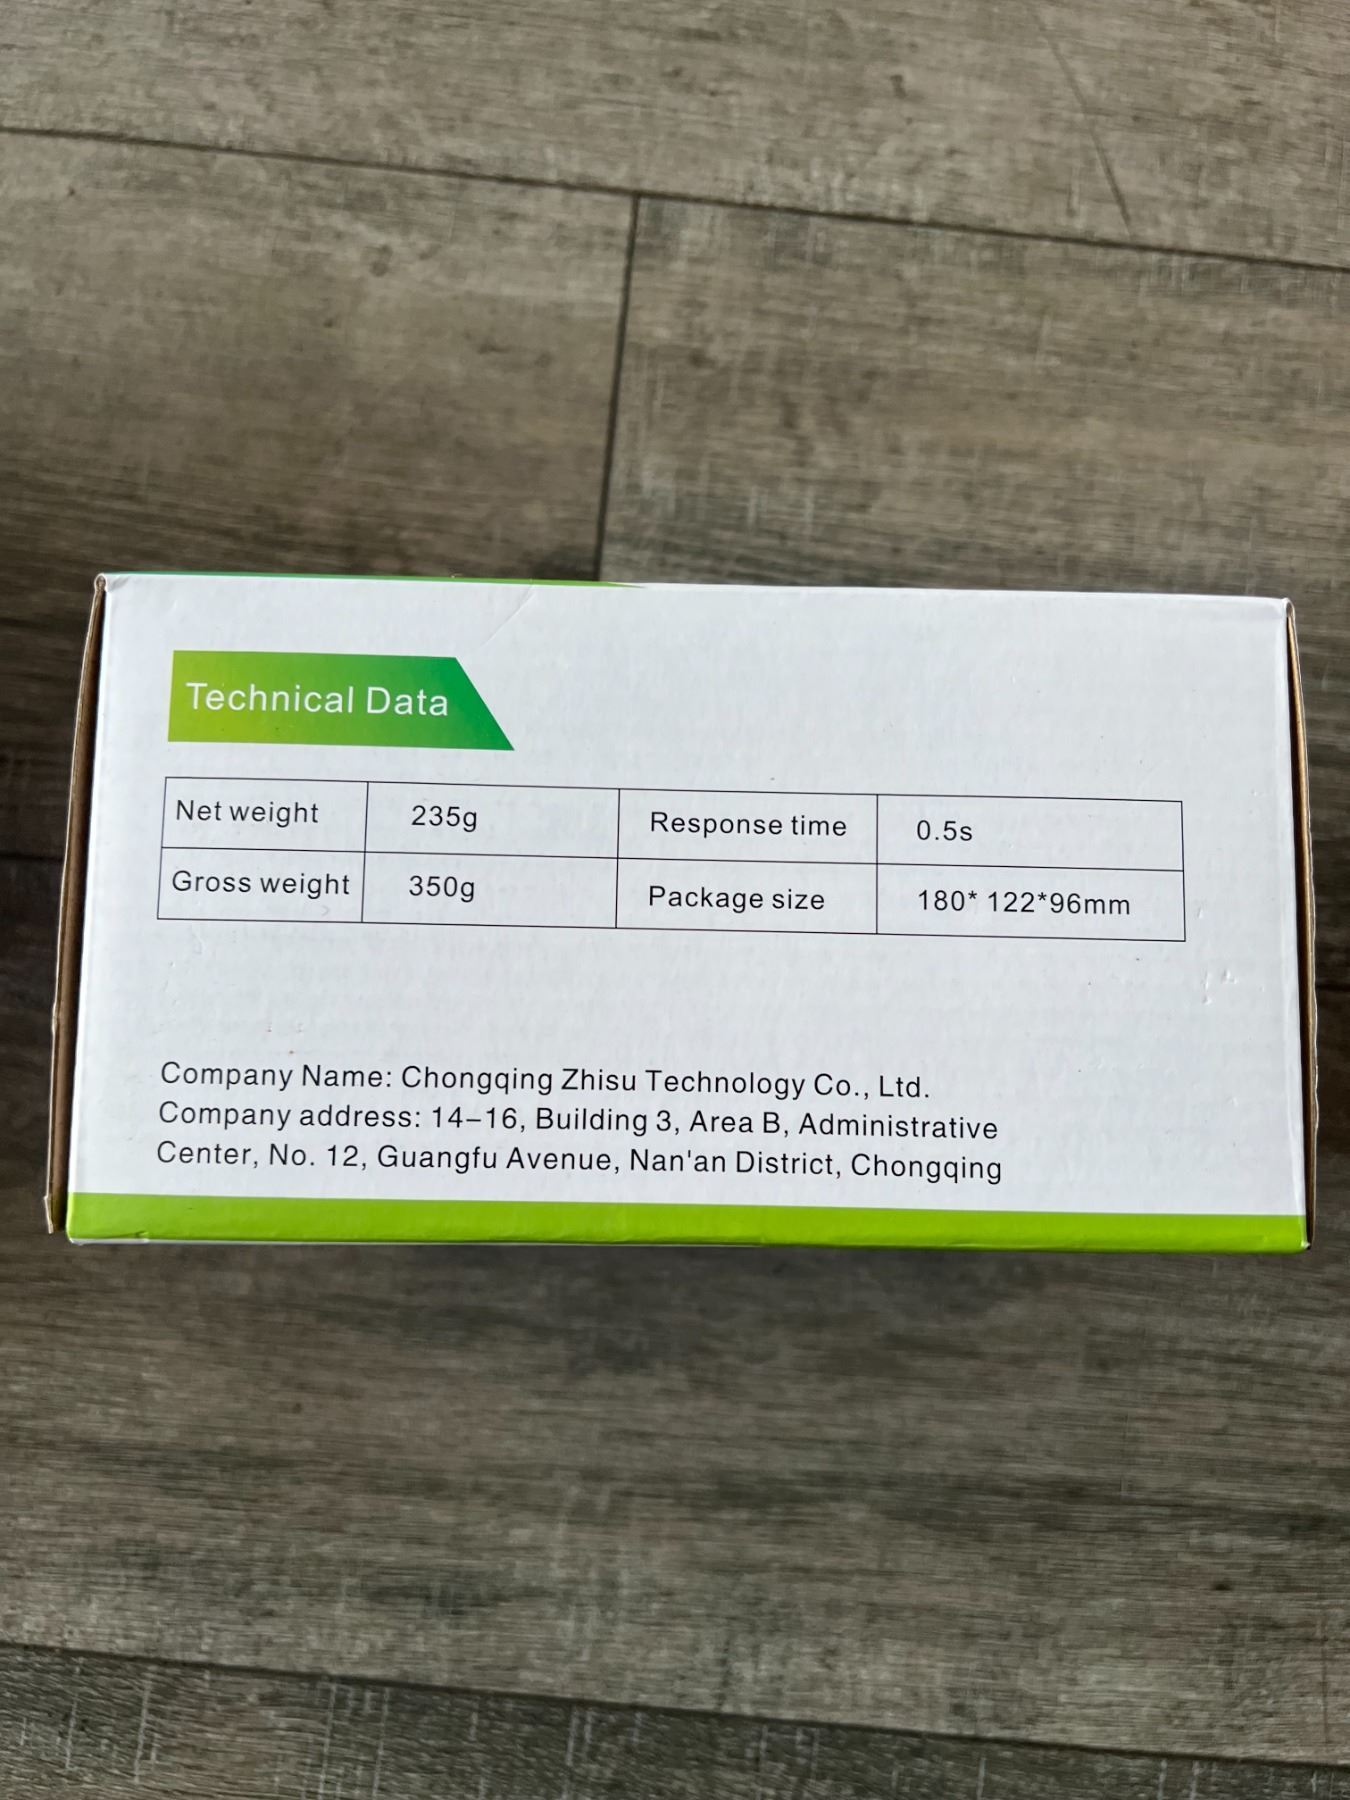 Technical Data
Net weight 235g Response time 0.5s
Gross weight 350g Package size 180* 122*96mm
Company Name: Chongqing Zhisu Technology Co., Ltd.
Company address: 14–16, Building 3, Area B, Administrative
Center, No. 12, Guangfu Avenue, Nan'an District, Chongqing